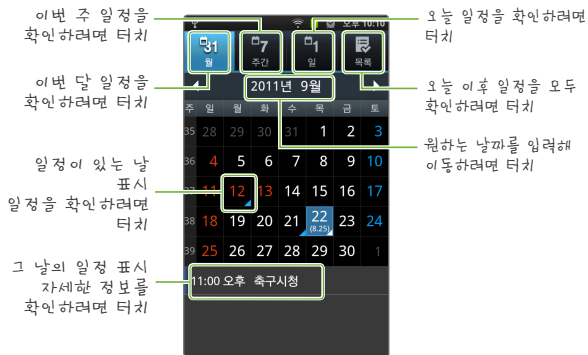 이번 주 일정을
확인하려면 터치
오늘 일정을 확인하려면
터치
오후 10:10
31 7 1
월 주간 일 목록
이번 달 일정을
확인하려면 터치
오늘 이후 일정을 모두
확인하려면 터치
2011년 9월
주 일 월 화 수 목 금 토
35 28 29 30 31 1 2 3
원하는 날짜를 입력해
이동하려면 터치
36 4 5 6 7 8 9 10
일정이 있는 날
표시
일정을 확인하려면
터치
37 11 12 13 14 15 16 17
38 18 19 20 21 22 23 24
(8.25)
39 25 26 27 28 29 30 1
그 날의 일정 표시
자세한 정보를
확인하려면 터치
11:00 오후 축구시청